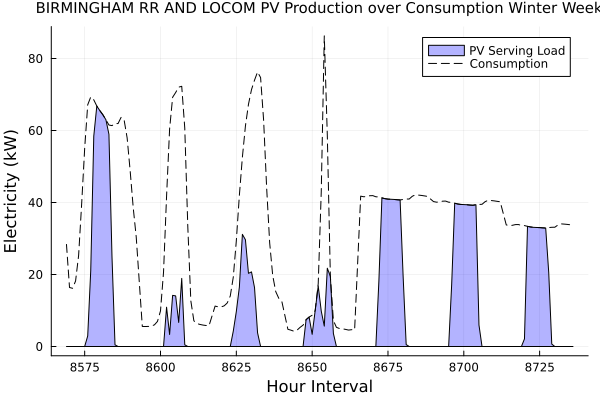 BIRMINGHAM RR AND LOCOM PV Production over Consumption Winter Week
PV Serving Load
Consumption
Electricity (kW)
80
60
40
20
0
8575 8600 8625 8650 8675 8700 8725
Hour Interval